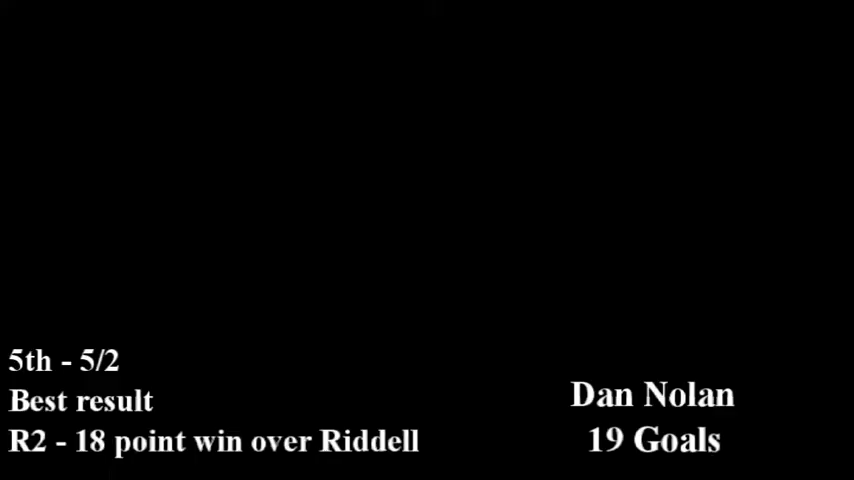 5th - 5/2
Best result
R2 - 18 point win over Riddell
Dan Nolan
19 Goals